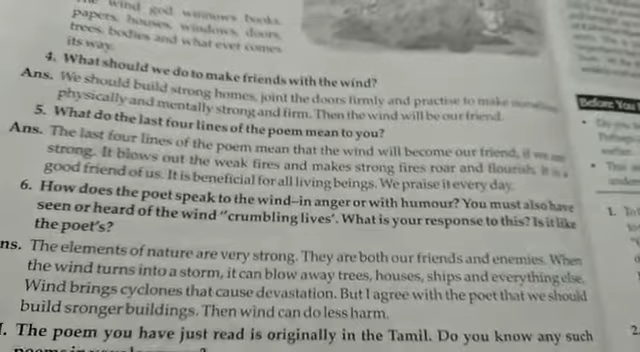 wind god winnows books,
papers, houses, windows, doors,
trees, bodies and what ever comes
its way.
4. What should we do to make friends with the wind?
Ans. We should build strong homes, joint the doors firmly and practise to make
physically and mentally strong and firm. Then the wind will be our friend.
5. What do the last four lines of the poem mean to you?
Ans. The last four lines of the poem mean that the wind will become our friend, if we are
strong. It blows out the weak fires and makes strong fires roar and flourish, it is a
good friend of us. It is beneficial for all living beings. We praise it every day.
6. How does the poet speak to the wind–in anger or with humour? You must also have
seen or heard of the wind "crumbling lives'. What is your response to this? Is it like
the poet's?
ns. The elements of nature are very strong. They are both our friends and enemies. When
the wind turns into a storm, it can blow away trees, houses, ships and everything else.
Wind brings cyclones that cause devastation. But I agree with the poet that we should
build sronger buildings. Then wind can do less harm.
I. The poem you have just read is originally in the Tamil. Do you know any such
Before You
1.
2.